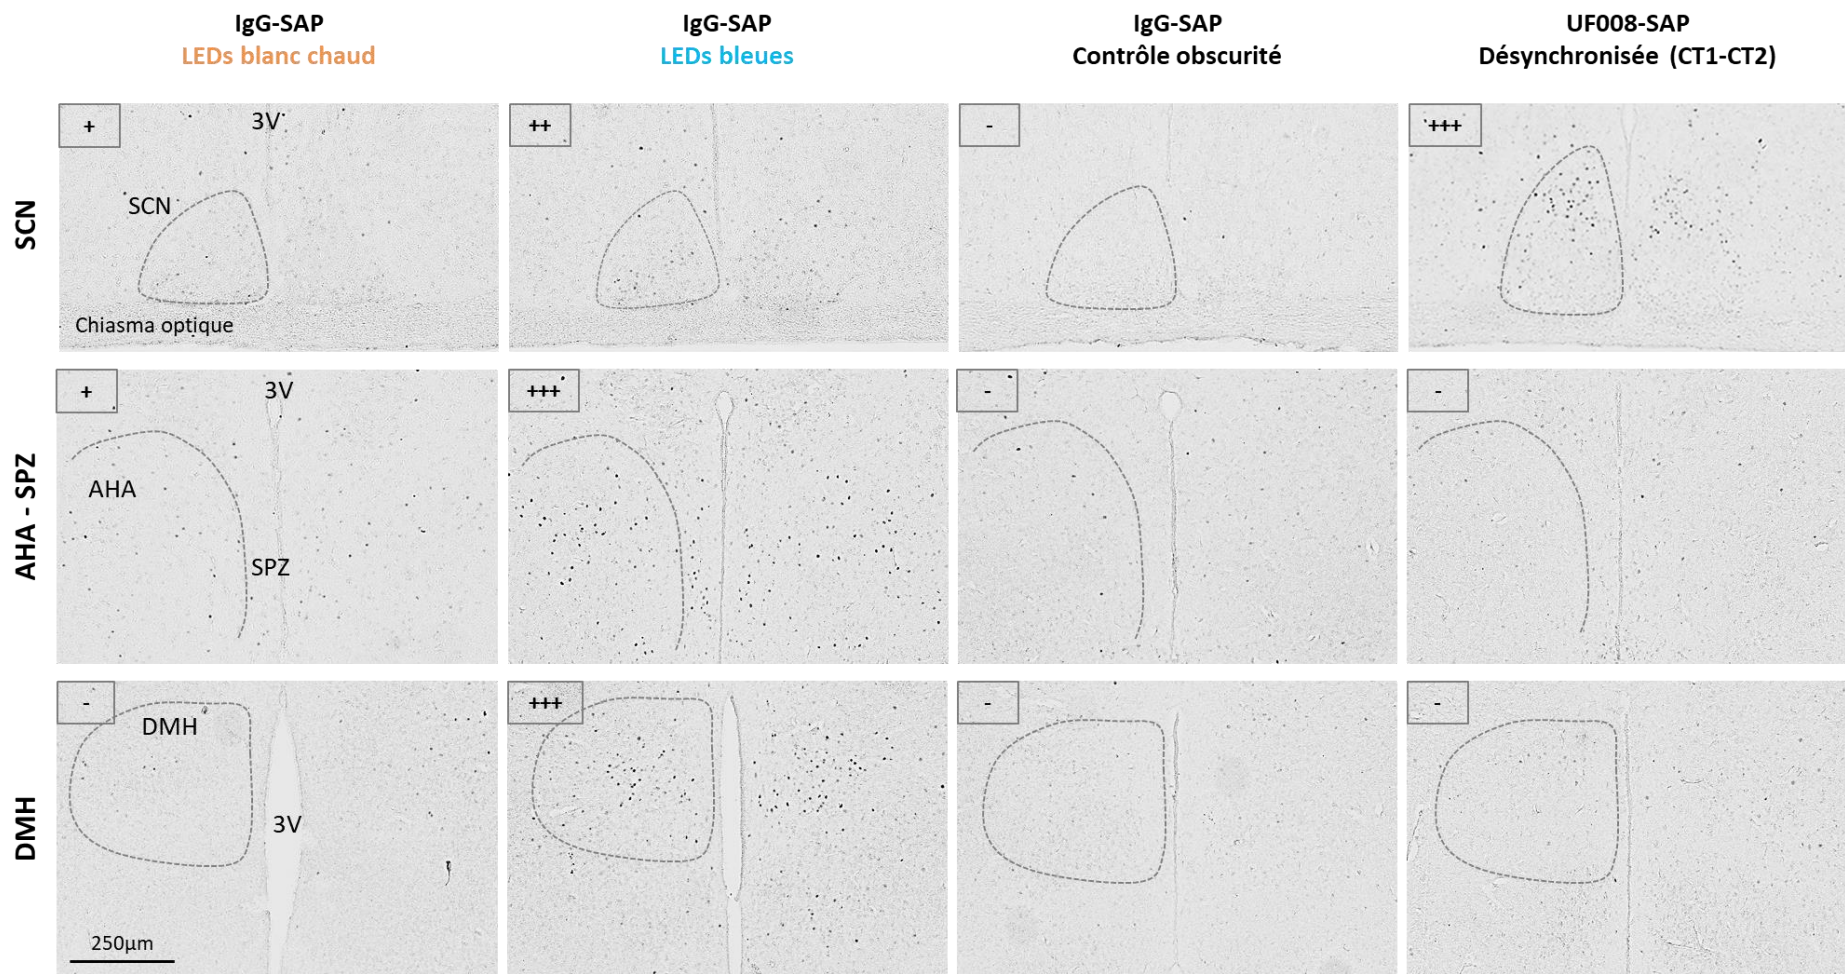 IgG-SAP
LEDs blanc chaud
IgG-SAP
LEDs bleues
IgG-SAP
Contrôle obscurité
UF008-SAP
Désynchronisée (CT1-CT2)
SCN
+
3V
SCN
Chiasma optique
++
-
+++
AHA - SPZ
+
3V
AHA
SPZ
+++
-
-
DMH
-
DMH
3V
250µm
+++
-
-